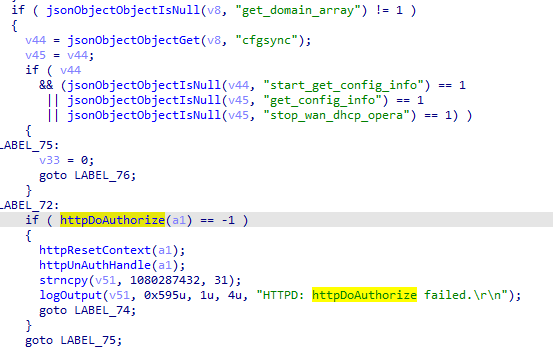 if ( jsonObjectObjectIsNull(v8, "get_domain_array") != 1 )
{
v44 = jsonObjectObjectGet(v8, "cfgsync");
v45 = v44;
if ( v44
&& (jsonObjectObjectIsNull(v44, "start_get_config_info") == 1
|| jsonObjectObjectIsNull(v45, "get_config_info") == 1
|| jsonObjectObjectIsNull(v45, "stop_wan_dhcp_opera") == 1) )
{
LABEL_75:
v33 = 0;
goto LABEL_76;
}
LABEL_72:
if ( httpDoAuthorize(a1) == -1 )
{
httpResetContext(a1);
httpUnAuthHandle(a1);
strncpy(v51, 1080287432, 31);
logOutput(v51, 0x595u, 1u, 4u, "HTTPD: httpDoAuthorize failed.\r\n");
goto LABEL_74;
}
goto LABEL_75;